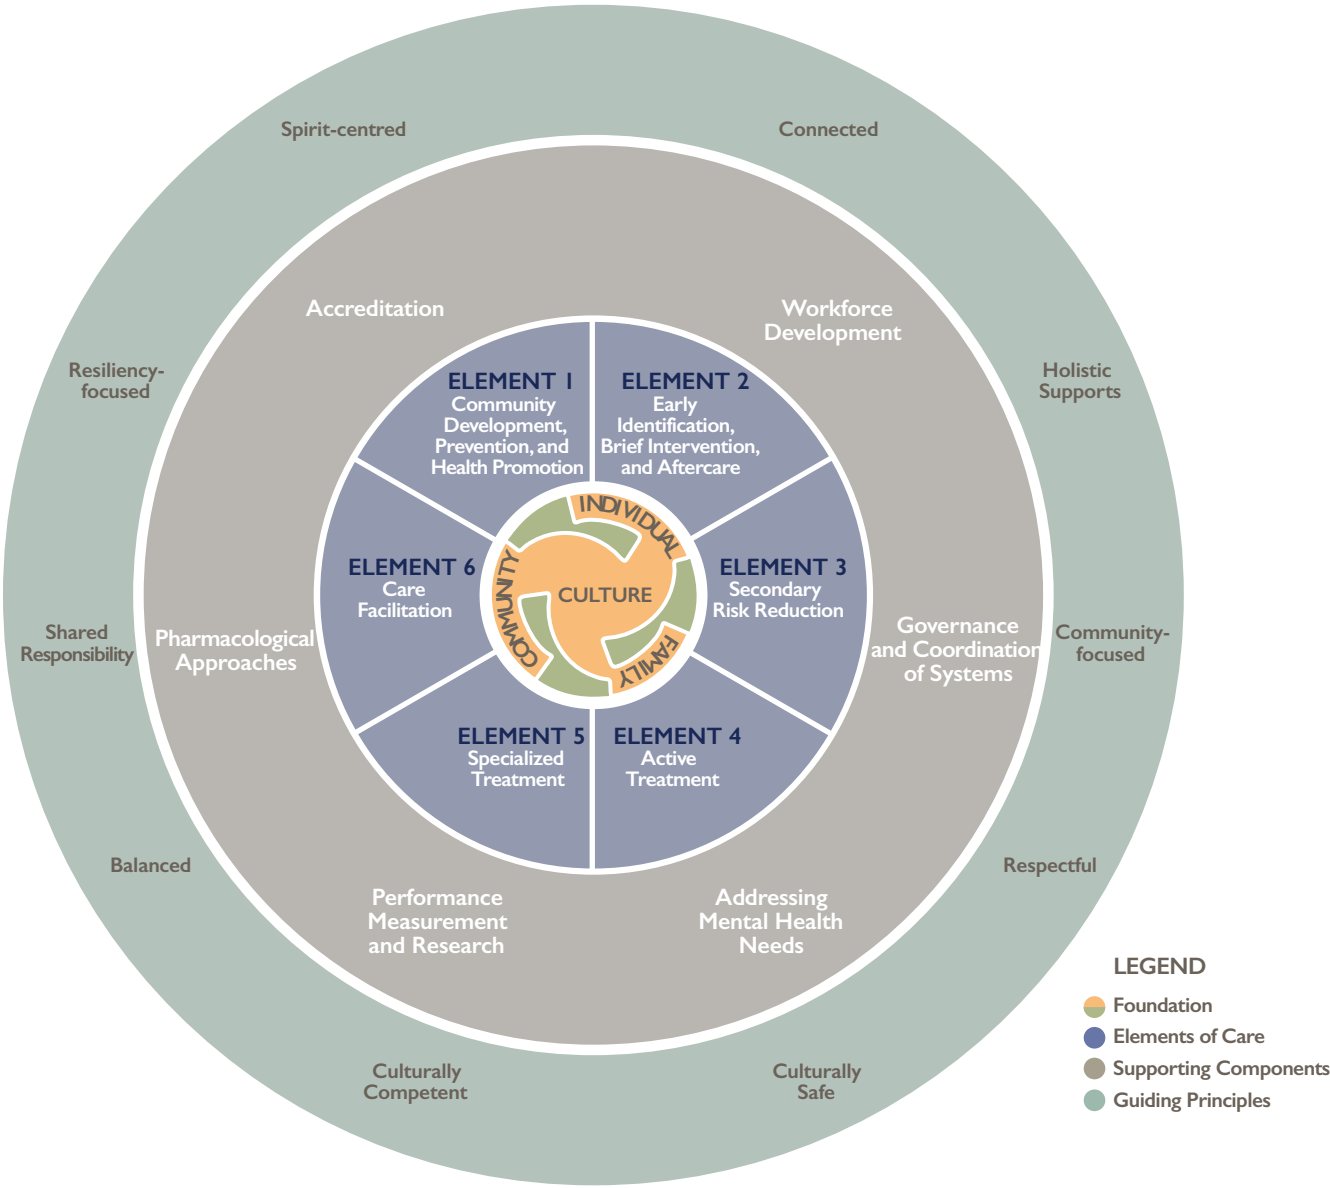 Spirit-centred
Connected
Accreditation
Workforce
Development
Resiliency-
focused
Holistic
Supports
ELEMENT 1
Community
Development,
Prevention, and
Health Promotion
ELEMENT 2
Early
Identification,
Brief Intervention,
and Aftercare
INDIVIDUAL
COMMUNITY
CULTURE
FAMILY
ELEMENT 6
Care
Facilitation
ELEMENT 3
Secondary
Risk Reduction
Shared
Responsibility
Pharmacological
Approaches
Governance
and Coordination
of Systems
Community-
focused
ELEMENT 5
Specialized
Treatment
ELEMENT 4
Active
Treatment
Balanced
Respectful
Performance
Measurement
and Research
Addressing
Mental Health
Needs
Culturally
Competent
Culturally
Safe
LEGEND
Foundation
Elements of Care
Supporting Components
Guiding Principles